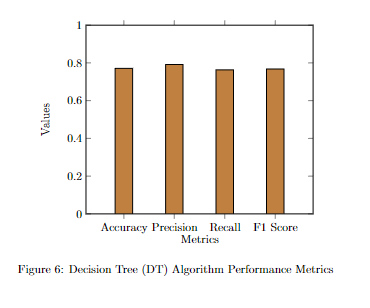 1
0.8
0.6
0.4
0.2
0
Values
Accuracy Precision Recall F1 Score
Metrics
Figure 6: Decision Tree (DT) Algorithm Performance Metrics